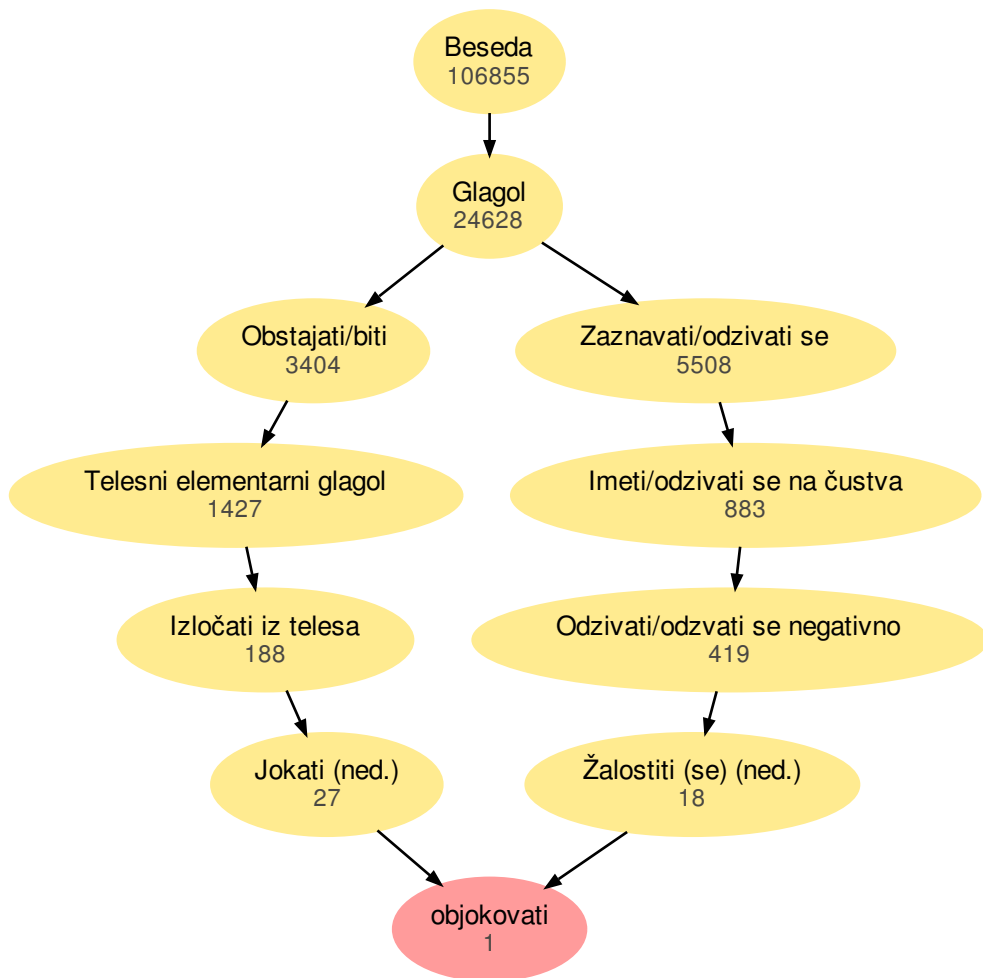 Beseda
106855
Glagol
24628
Obstajati/biti
3404
Zaznavati/odzivati se
5508
Telesni elementarni glagol
1427
Imeti/odzivati se na čustva
883
Izločati iz telesa
188
Odzivati/odzvati se negativno
419
Jokati (ned.)
27
Žalostiti (se) (ned.)
18
objokovati
1